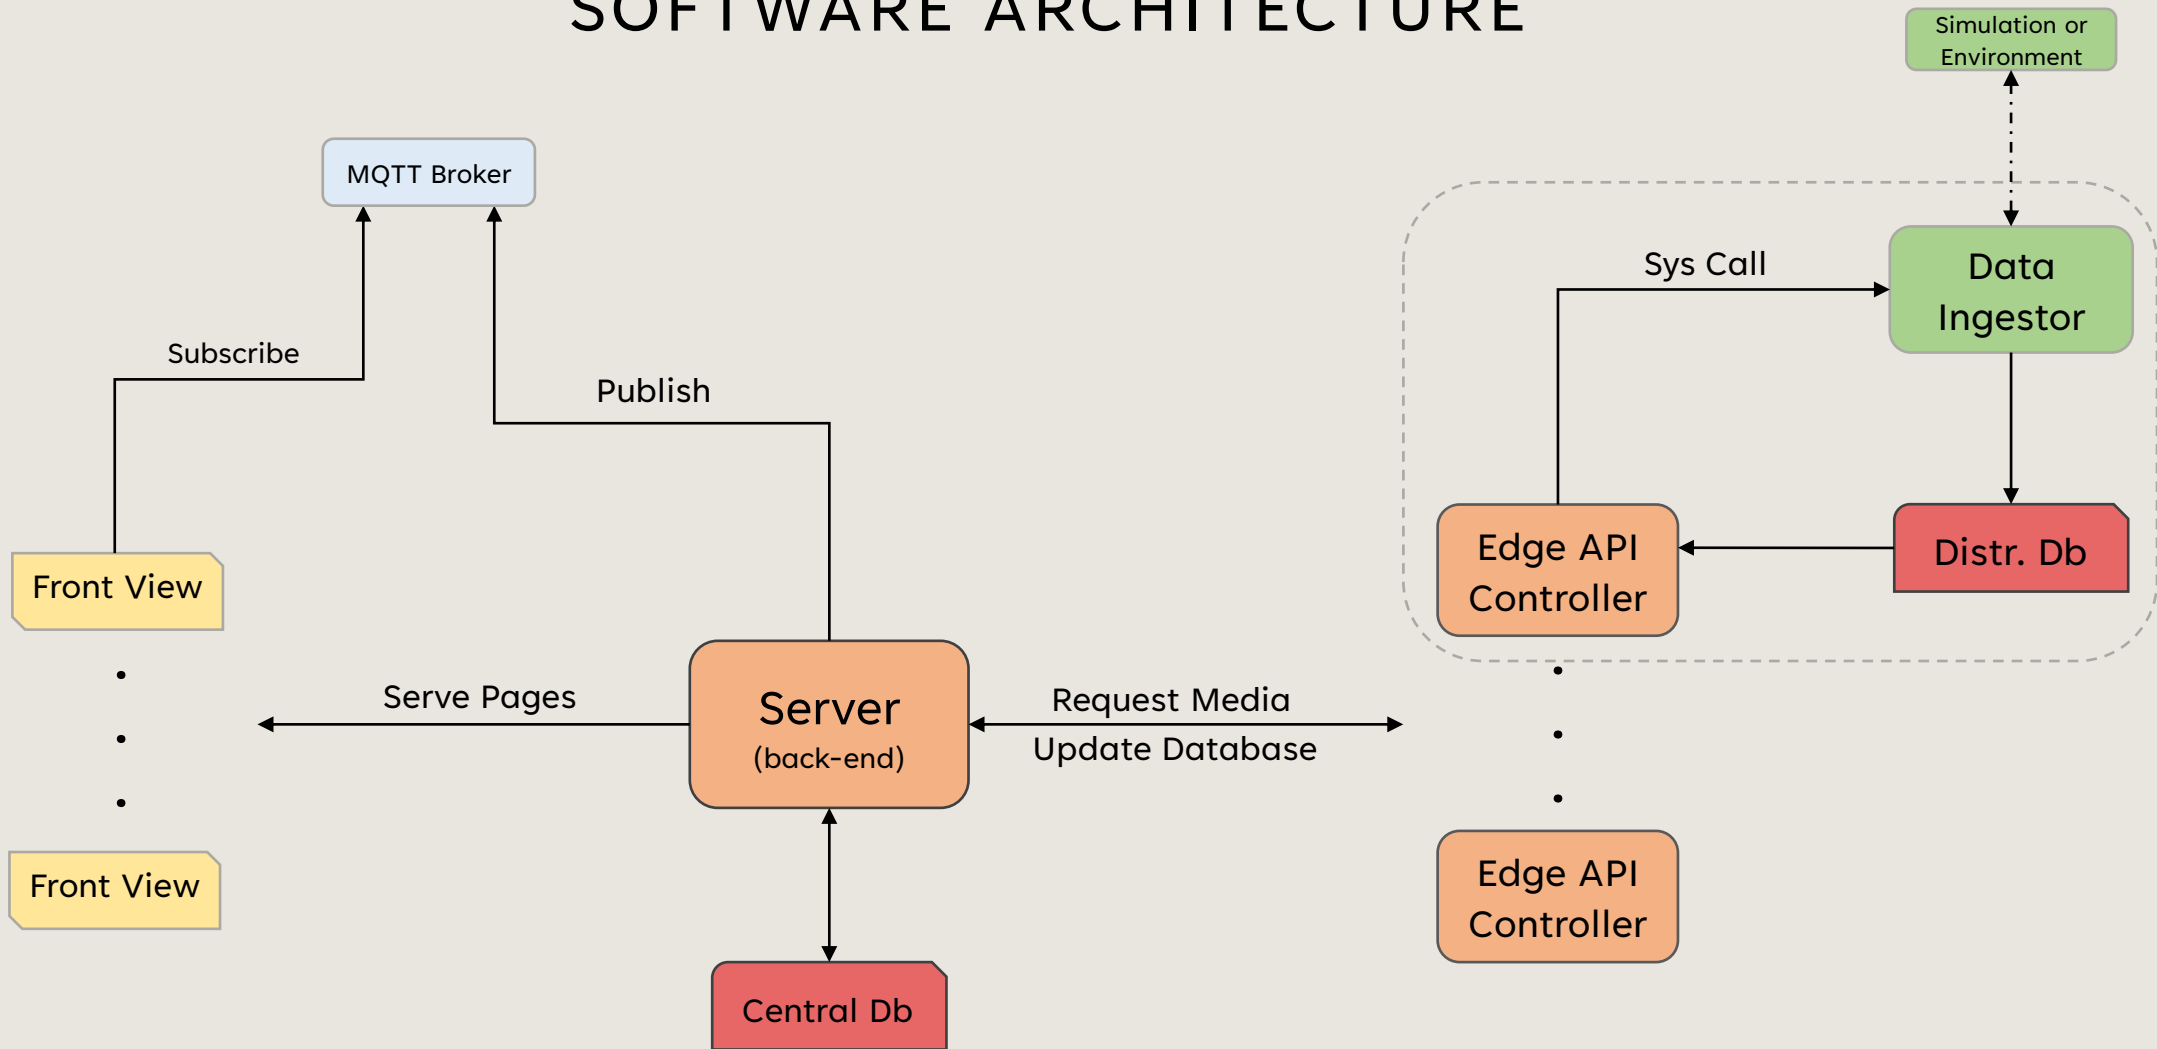 SOFTWARE ARCHITECTURE
Simulation or
Environment
MQTT Broker
Sys Call
Data
Ingestor
Subscribe
Publish
Edge API
Controller
Distr. Db
Front View
Serve Pages
Server
(back-end)
Request Media
Update Database
Front View
Edge API
Controller
Central Db